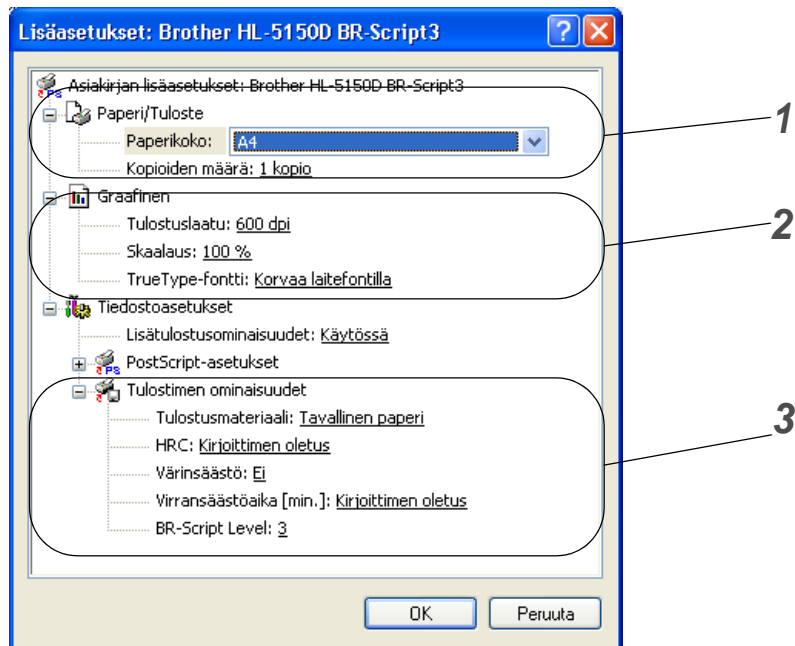 Lisäasetukset: Brother HL-5150D BR-Script3
Asiakirjan lisäasetukset: Brother HL-5150D BR-Script3
Paperi/Tuloste
Paperikoko: A4
Kopioiden määrä: 1 kopio
1
Graafinen
Tulostuslaatu: 600 dpi
Skaalaus: 100 %
TrueType-fontti: Korvaa laitefontilla
2
Tiedostoasetukset
Lisätulostusominaisuudet: Käytössä
PS PostScript-asetukset
Tulostimen ominaisuudet
Tulostusmateriaali: Tavallinen paperi
HRC: Kirjoittimen oletus
Värinsäästö: Ei
Virransäästöaika [min.]: Kirjoittimen oletus
BR-Script Level: 3
3
OK Peruuta